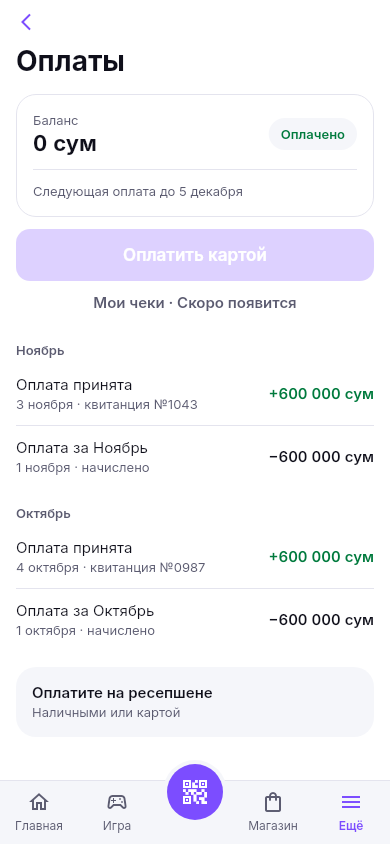 Оплаты
Баланс
0 сум
Оплачено
Следующая оплата до 5 декабря
Оплатить картой
Мои чеки · Скоро появится
Ноябрь
Оплата принята
+600 000 сум
3 ноября · квитанция №1043
Оплата за Ноябрь
−600 000 сум
1 ноября · начислено
Октябрь
Оплата принята
+600 000 сум
4 октября · квитанция №0987
Оплата за Октябрь
−600 000 сум
1 октября · начислено
Оплатите на ресепшене
Наличными или картой
Главная
Игра
Магазин
Ещё